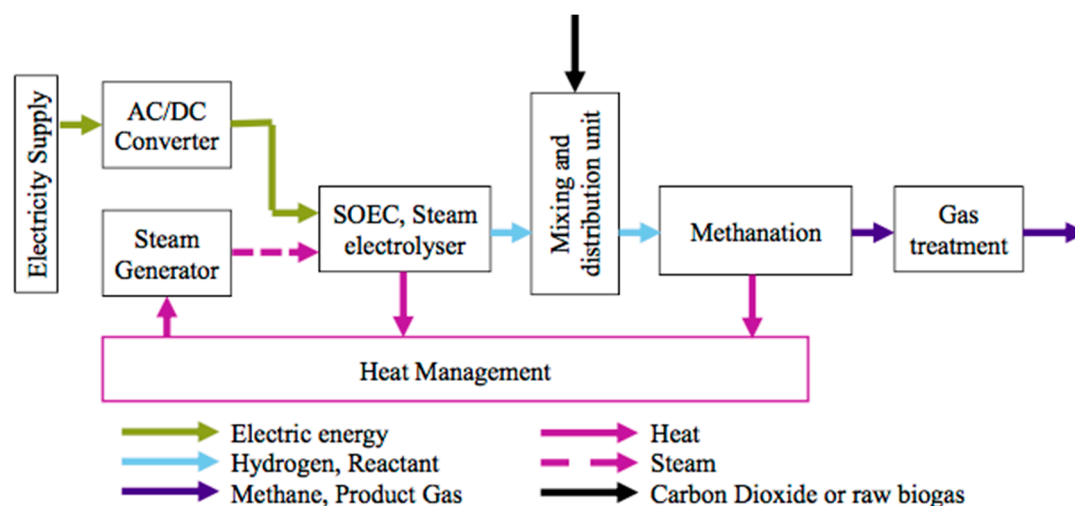 Electricity Supply
AC/DC
Converter
Steam
Generator
SOEC, Steam
electrolyser
Mixing and
distribution unit
Methanation
Gas
treatment
Heat Management
Electric energy
Hydrogen, Reactant
Methane, Product Gas
Heat
Steam
Carbon Dioxide or raw biogas